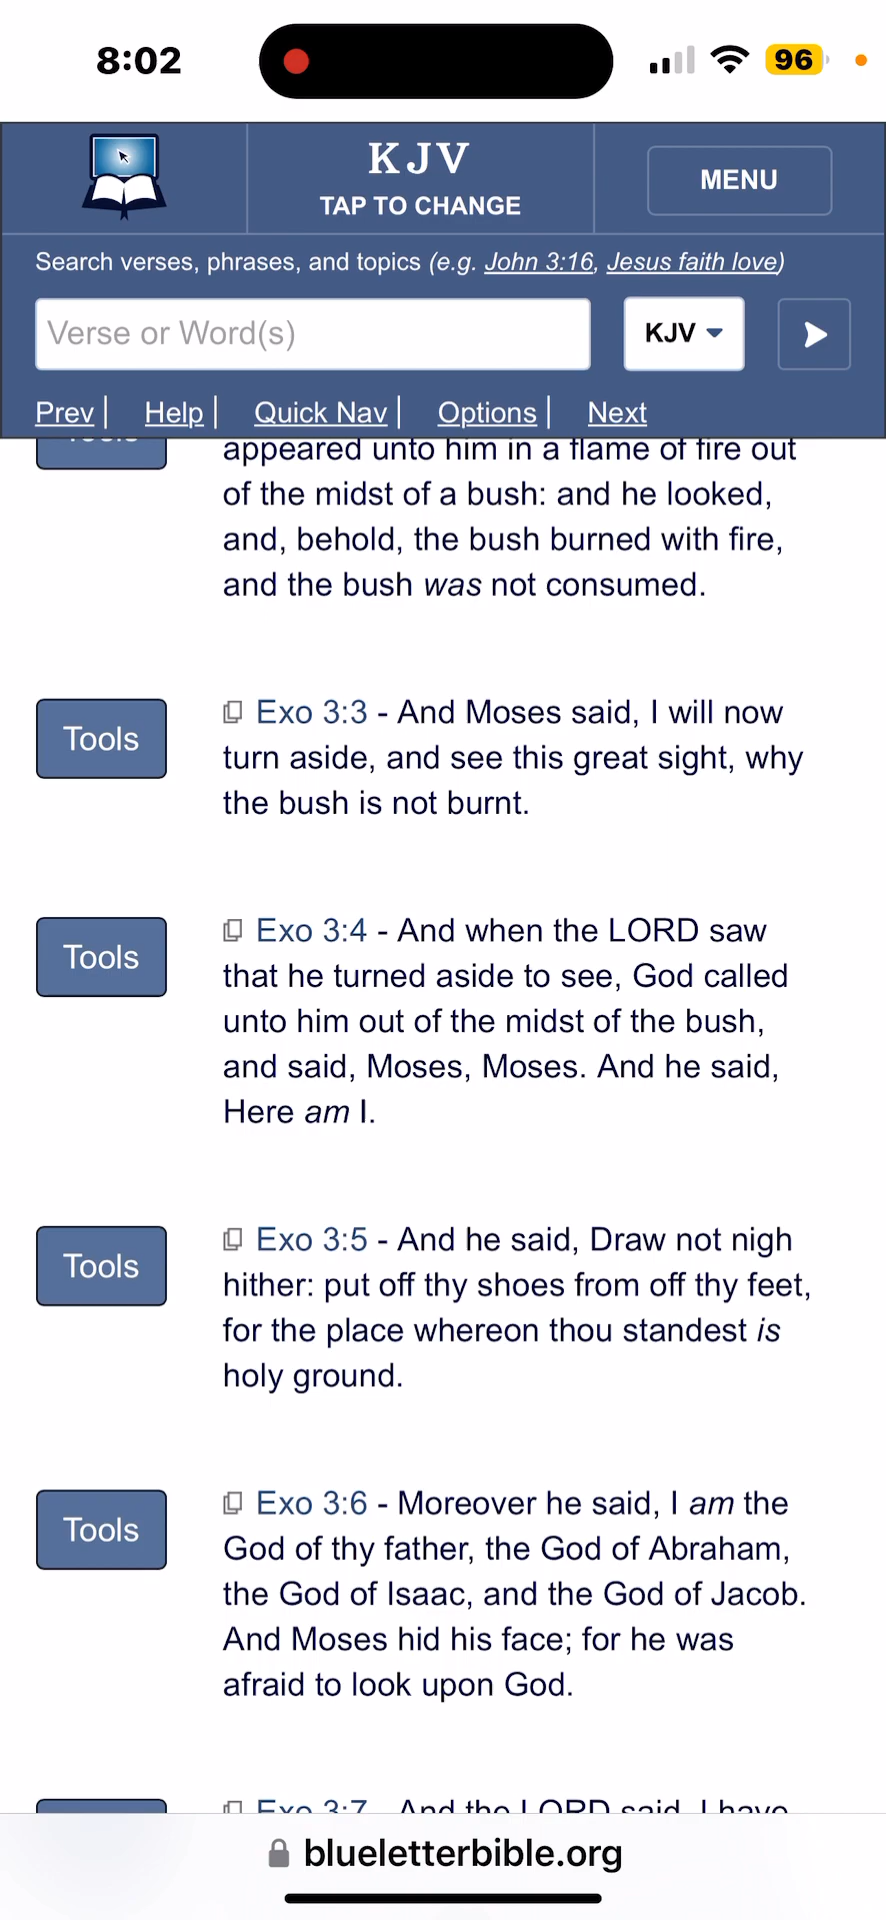 8:02
96
KJV
TAP TO CHANGE
MENU
Search verses, phrases, and topics (e.g. John 3:16, Jesus faith love)
Verse or Word(s)
KJV
Prev | Help | Quick Nav | Options | Next
Tools
appeared unto him in a flame of fire out
of the midst of a bush: and he looked,
and, behold, the bush burned with fire,
and the bush was not consumed.
Tools
Exo 3:3 - And Moses said, I will now
turn aside, and see this great sight, why
the bush is not burnt.
Tools
Exo 3:4 - And when the LORD saw
that he turned aside to see, God called
unto him out of the midst of the bush,
and said, Moses, Moses. And he said,
Here am I.
Tools
Exo 3:5 - And he said, Draw not nigh
hither: put off thy shoes from off thy feet,
for the place whereon thou standest is
holy ground.
Tools
Exo 3:6 - Moreover he said, I am the
God of thy father, the God of Abraham,
the God of Isaac, and the God of Jacob.
And Moses hid his face; for he was
afraid to look upon God.
Exo 3:7 - And the LORD said, I have
blueletterbible.org